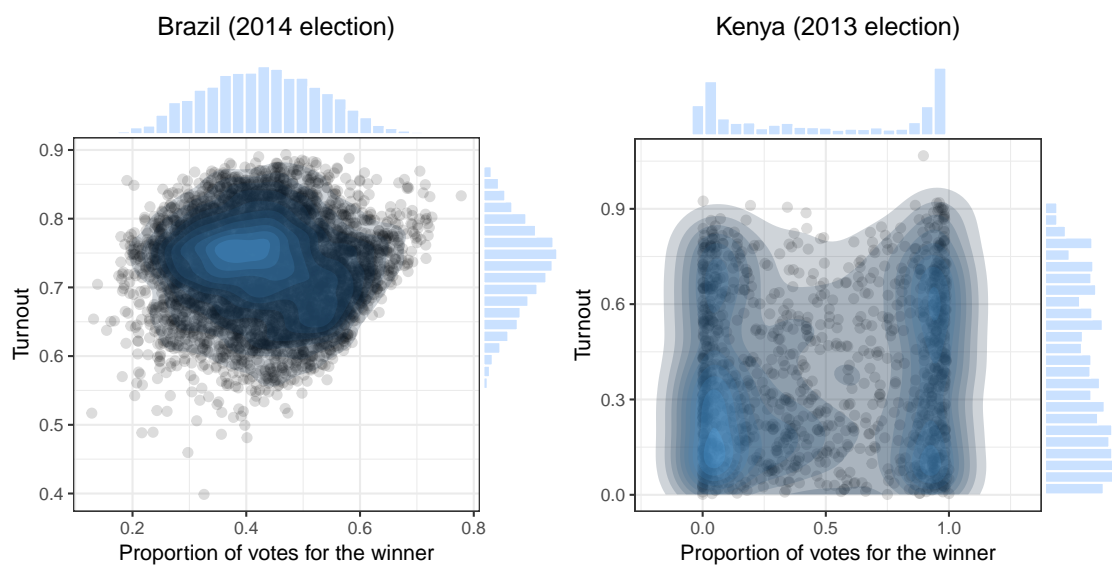 Brazil (2014 election)
0.9
0.8
0.7
0.6
0.5
0.4
Turnout
0.2 0.4 0.6 0.8
Proportion of votes for the winner
Kenya (2013 election)
0.9
0.6
0.3
0.0
Turnout
0.0 0.5 1.0
Proportion of votes for the winner